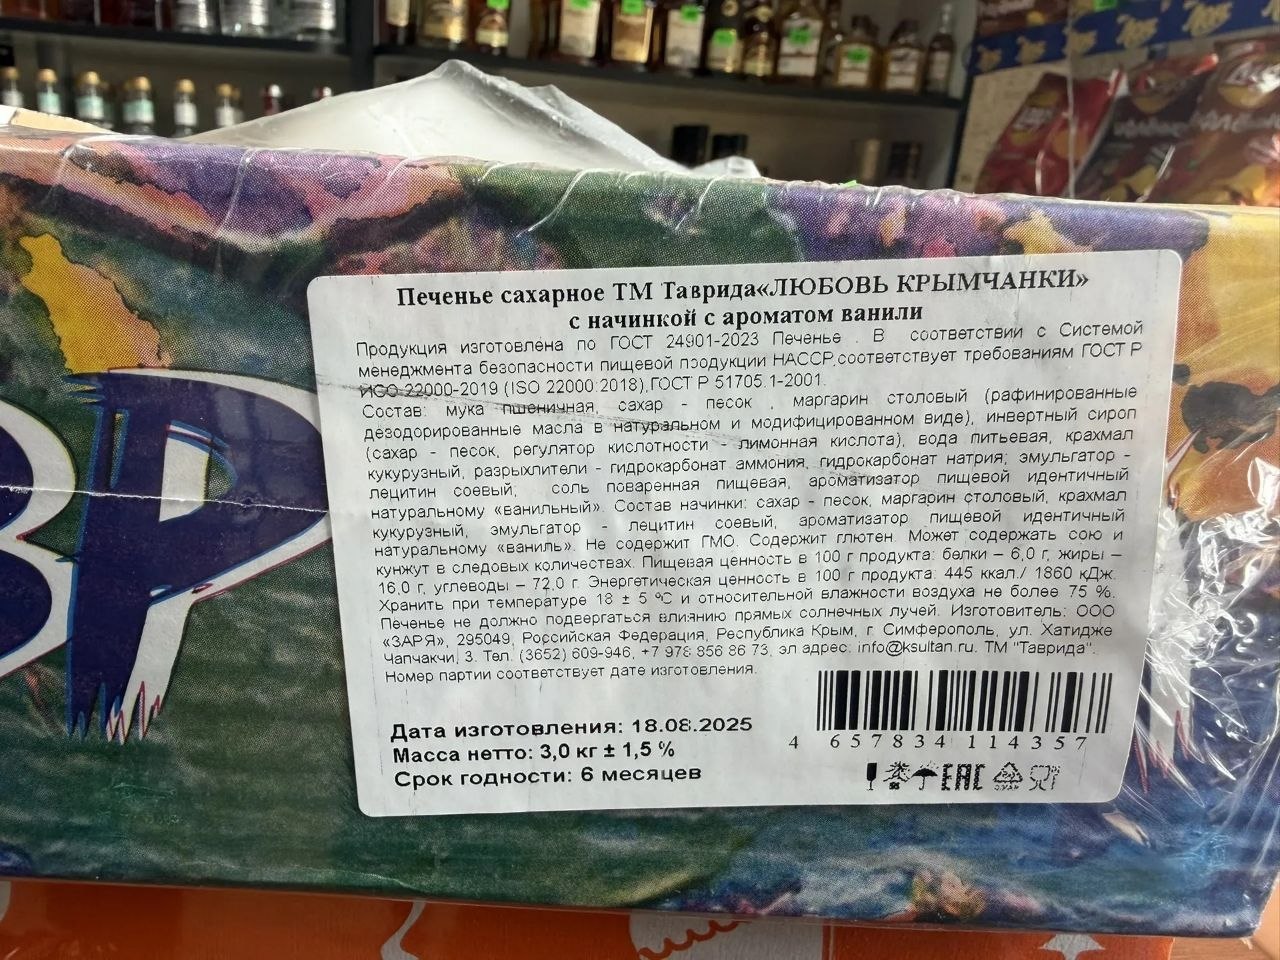 Печенье сахарное ТМ Таврида«ЛЮБОВЬ КРЫМЧАНКИ»
с начинкой с ароматом ванили
Продукция изготовлена по ГОСТ 24901-2023 Печенье . В соответствии с Системой
менеджмента безопасности пищевой продукции НАССР,соответствует требованиям ГОСТ Р
ИСО 22000-2019 (ISO 22000:2018),ГОСТ Р 51705.1-2001.
Состав: мука пшеничная, сахар - песок , маргарин столовый (рафинированные
дезодорированные масла в натуральном и модифицированном виде), инвертный сироп
(сахар - песок, регулятор кислотности - лимонная кислота), вода питьевая, крахмал
кукурузный, разрыхлители - гидрокарбонат аммония, гидрокарбонат натрия; эмульгатор -
лецитин соевый; соль поваренная пищевая, ароматизатор пищевой идентичный
натуральному «ванильный». Состав начинки: сахар - песок, маргарин столовый, крахмал
кукурузный, эмульгатор - лецитин соевый, ароматизатор пищевой идентичный
натуральному «ваниль». Не содержит ГМО. Содержит глютен. Может содержать сою и
кунжут в следовых количествах. Пищевая ценность в 100 г продукта: белки – 6,0 г, жиры –
16,0 г, углеводы – 72,0 г. Энергетическая ценность в 100 г продукта: 445 ккал./ 1860 кДж.
Хранить при температуре 18 ± 5 °С и относительной влажности воздуха не более 75 %.
Печенье не должно подвергаться влиянию прямых солнечных лучей. Изготовитель: ООО
«ЗАРЯ», 295049, Российская Федерация, Республика Крым, г. Симферополь, ул. Хатидже
Чапчакчи, 3. Тел. (3652) 609-946, +7 978 856 86 73, эл адрес: info@ksultan.ru. ТМ "Таврида".
Номер партии соответствует дате изготовления.
Дата изготовления: 18.08.2025
Масса нетто: 3,0 кг ± 1,5 %
Срок годности: 6 месяцев
4 657834 114357
EAC
ВР